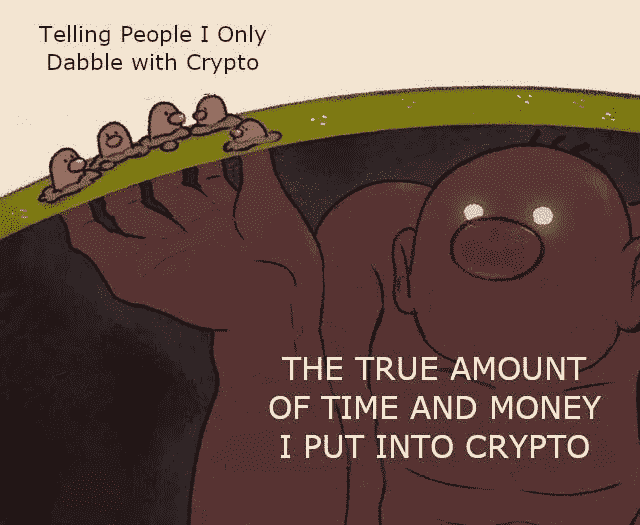 Telling People I Only
Dabble with Crypto
THE TRUE AMOUNT
OF TIME AND MONEY
I PUT INTO CRYPTO